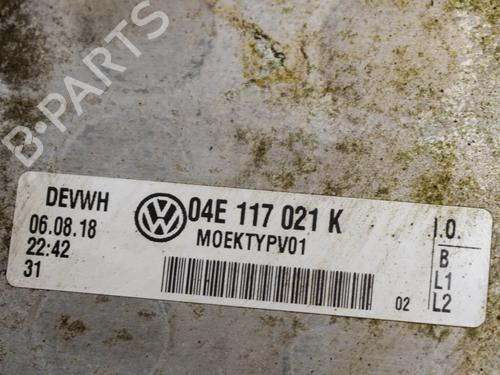 B-PARTS
DEVWH
04E 117 021 K
06.08.18
MOEKTYPV01
22:42
31
02
I.O.
B
L1
L2